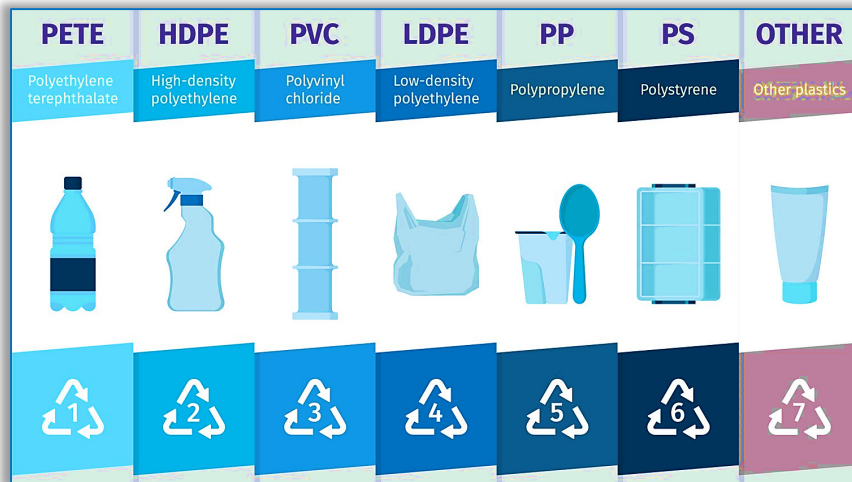 PETE HDPE PVC LDPE PP PS OTHER
Polyethylene
terephthalate
High-density
polyethylene
Polyvinyl
chloride
Low-density
polyethylene
Polypropylene
Polystyrene
Other plastics
1 2 3 4 5 6 7